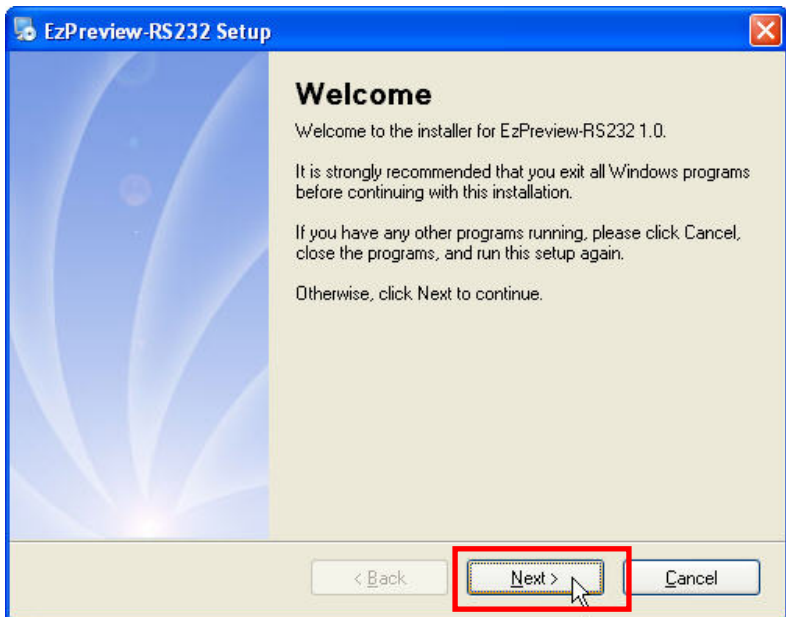 EzPreview-RS232 Setup
Welcome
Welcome to the installer for EzPreview-RS232 1.0.
It is strongly recommended that you exit all Windows programs
before continuing with this installation.
If you have any other programs running, please click Cancel,
close the programs, and run this setup again.
Otherwise, click Next to continue.
< Back
Next >
Cancel